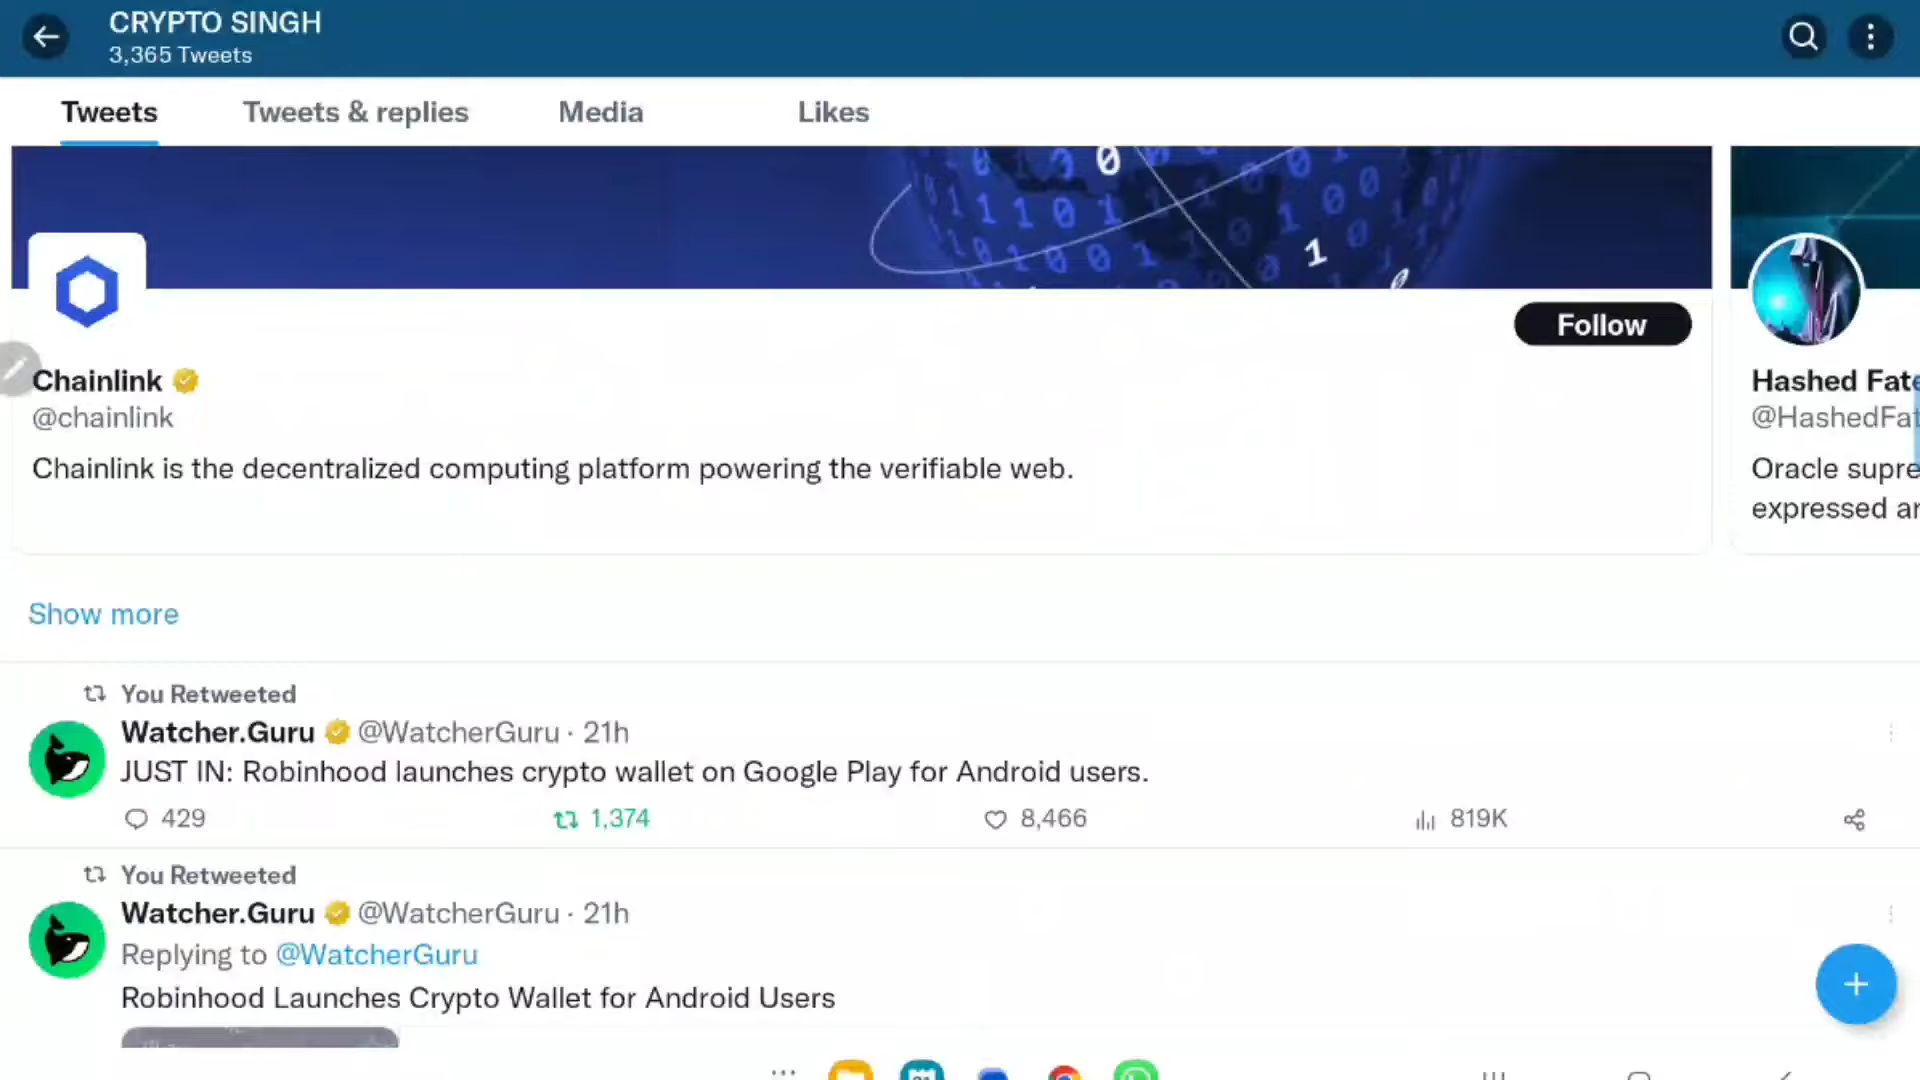 CRYPTO SINGH
3,365 Tweets
Tweets Tweets & replies Media Likes
Follow
Chainlink
@chainlink
Chainlink is the decentralized computing platform powering the verifiable web.
Hashed Fate
@HashedFat
Oracle supre
expressed ar
Show more
You Retweeted
Watcher.Guru @WatcherGuru · 21h
JUST IN: Robinhood launches crypto wallet on Google Play for Android users.
429 1,374 8,466 819K
You Retweeted
Watcher.Guru @WatcherGuru · 21h
Replying to @WatcherGuru
Robinhood Launches Crypto Wallet for Android Users